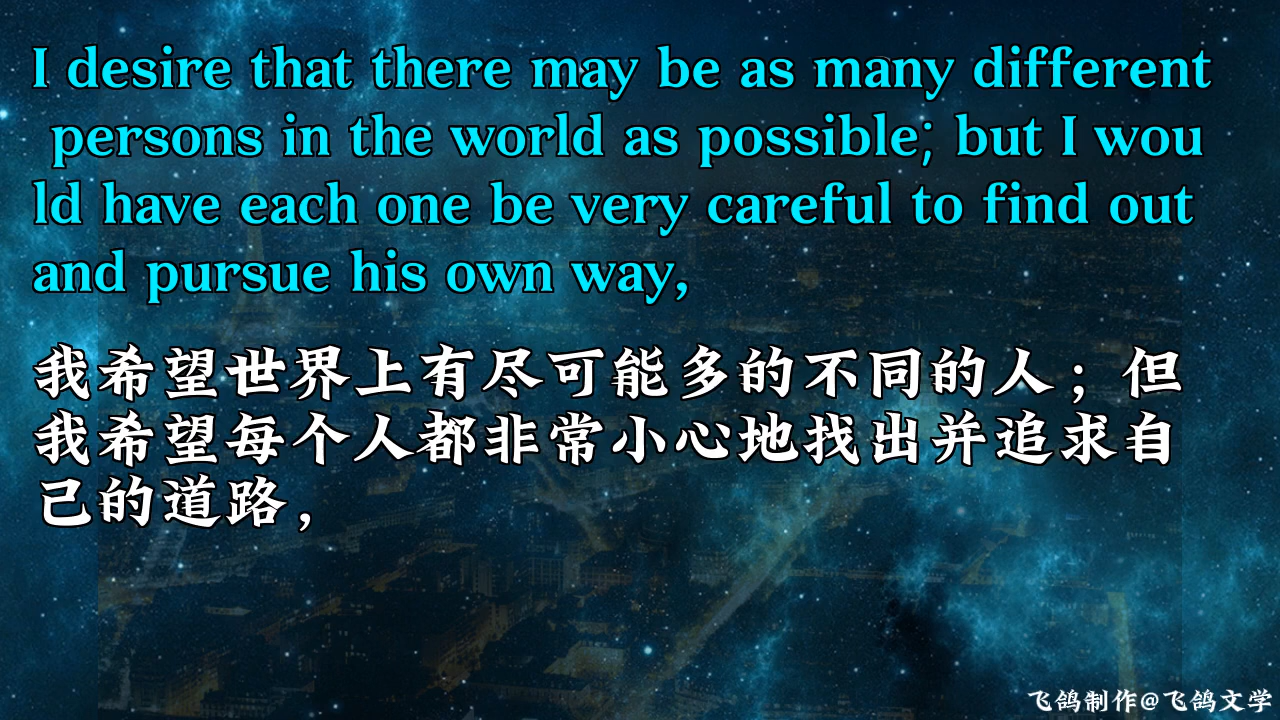 I desire that there may be as many different
persons in the world as possible; but I wou
ld have each one be very careful to find out
and pursue his own way,
我希望世界上有尽可能多的不同的人；但
我希望每个人都非常小心地找出并追求自
己的道路，
飞鸽制作@飞鸽文学